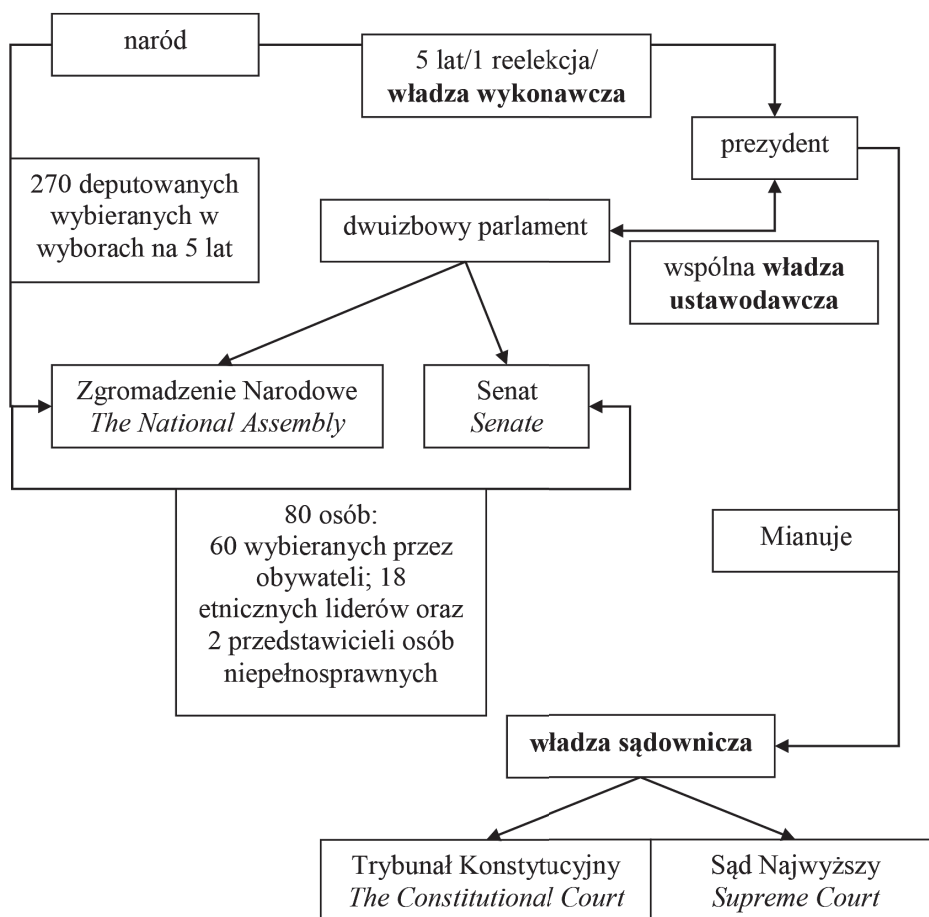 naród
5 lat/1 reelekcja/
władza wykonawcza
prezydent
270 deputowanych
wybieranych w
wyborach na 5 lat
dwuizbowy parlament
wspólna władza
ustawodawcza
Zgromadzenie Narodowe
The National Assembly
Senat
Senate
80 osób:
60 wybieranych przez
obywateli; 18
etnicznych liderów oraz
2 przedstawicieli osób
niepełnosprawnych
Mianuje
władza sądownicza
Trybunał Konstytucyjny
The Constitutional Court
Sąd Najwyższy
Supreme Court